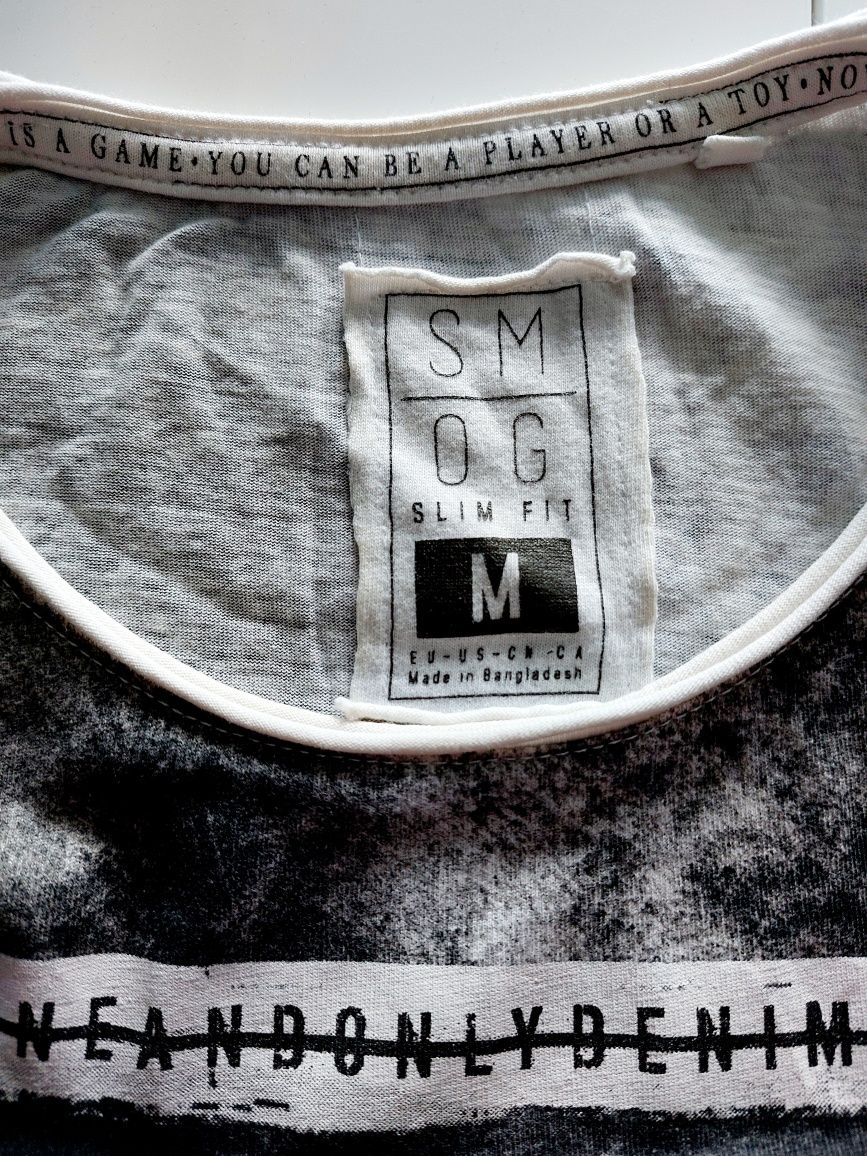 iS A GAME•YOU CAN BE A PLAYER OR A TOY•NO
SM
OG
SLIM FIT
M
EU-US-CN-CA
Made in Bangladesh
NEANDONLYDENIM